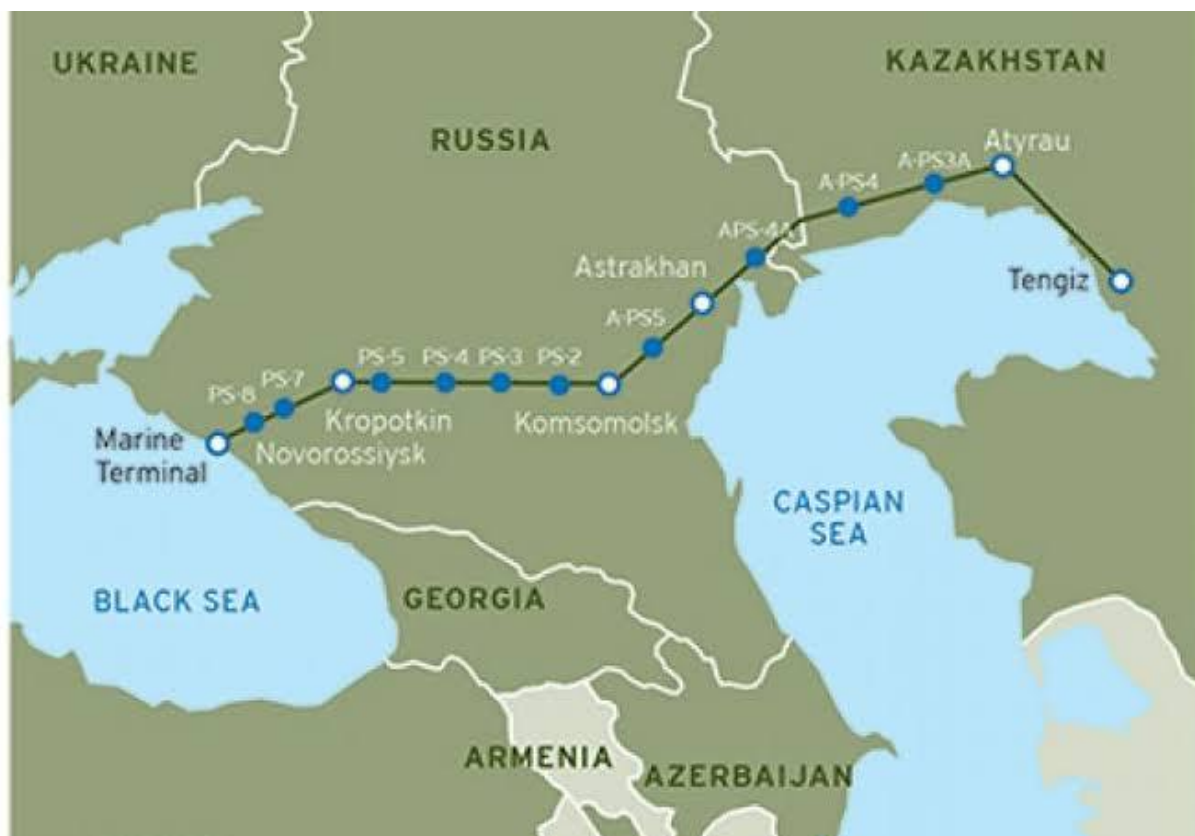 UKRAINE
KAZAKHSTAN
RUSSIA
Atyrau
A-PS3A
A-PS4
APS-4A
Astrakhan
Tengiz
A-PS5
PS-5
PS-4
PS-3
PS-2
PS-7
PS-8
Kropotkin
Komsomolsk
Marine
Terminal
Novorossiysk
CASPIAN
SEA
BLACK SEA
GEORGIA
ARMENIA
AZERBAIJAN